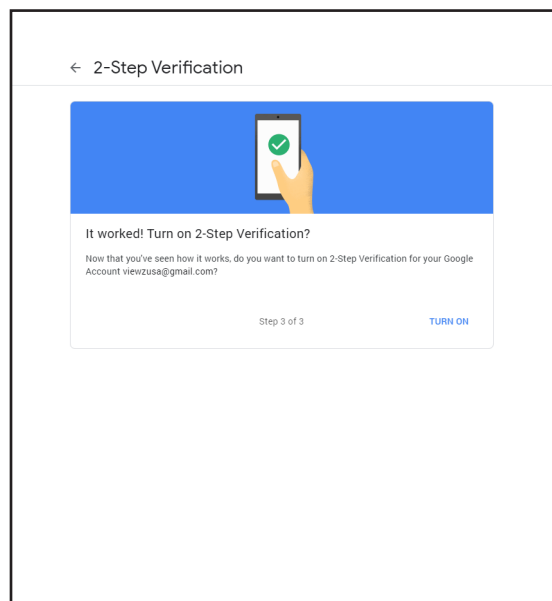 2-Step Verification
It worked! Turn on 2-Step Verification?
Now that you've seen how it works, do you want to turn on 2-Step Verification for your Google
Account viewzusa@gmail.com?
Step 3 of 3
TURN ON